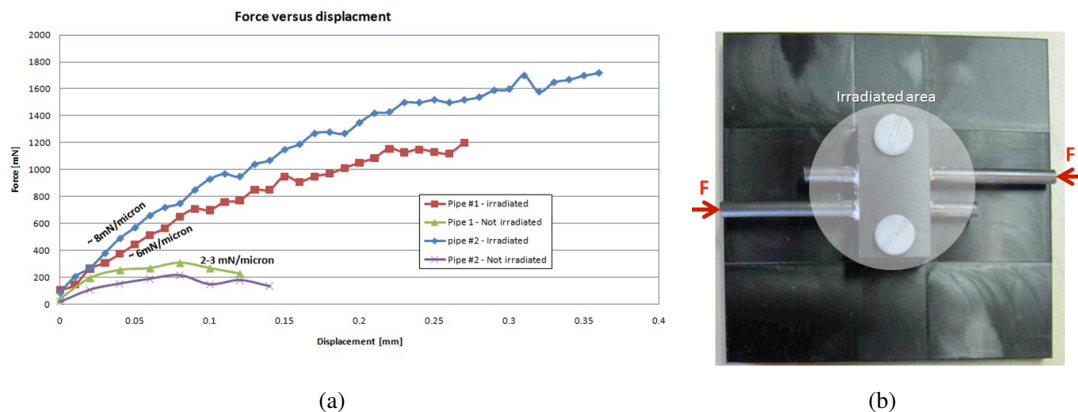 Force versus displacment
Force [mN]
2000
1800
1600
1400
1200
1000
800
600
400
200
0
~ 8mN/micron
~ 6mN/micron
2-3 mN/micron
Pipe #1 - irradiated
Pipe 1 - Not irradiated
pipe #2 - Irradiated
Pipe #2 - Not irradiated
0 0.05 0.1 0.15 0.2 0.25 0.3 0.35 0.4
Displacement [mm]
(a)
Irradiated area
F
F
(b)